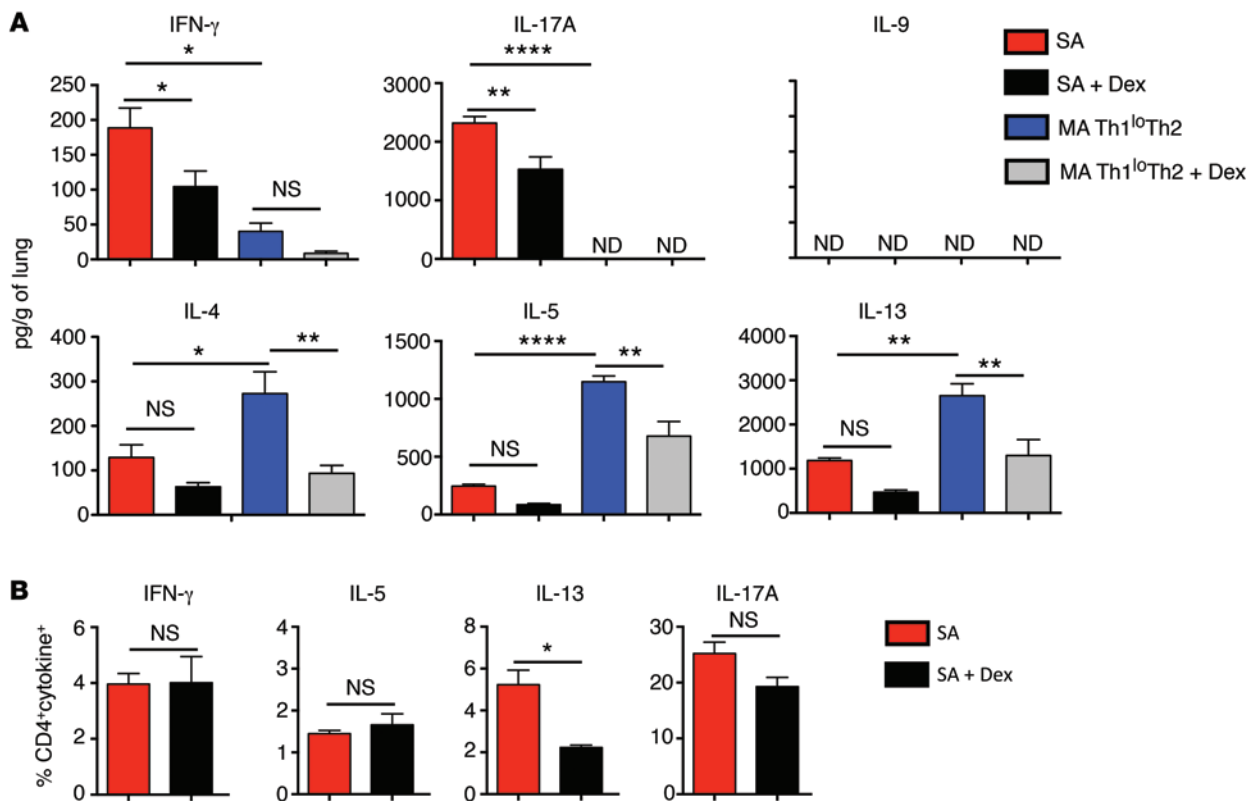 A
IFN-γ
IL-17A
IL-9
SA
SA + Dex
MA Th1loTh2
MA Th1loTh2 + Dex
pg/g of lung
250
200
150
100
50
0
*
*
NS
3000
2000
1000
0
****
**
ND
ND
ND
ND
ND
ND
IL-4
IL-5
IL-13
400
300
200
100
0
*
**
NS
1500
1000
500
0
****
**
NS
4000
3000
2000
1000
0
**
**
NS
B
IFN-γ
IL-5
IL-13
IL-17A
% CD4+cytokine+
6
4
2
0
NS
4
3
2
1
0
NS
8
6
4
2
0
*
30
20
10
0
NS
SA
SA + Dex